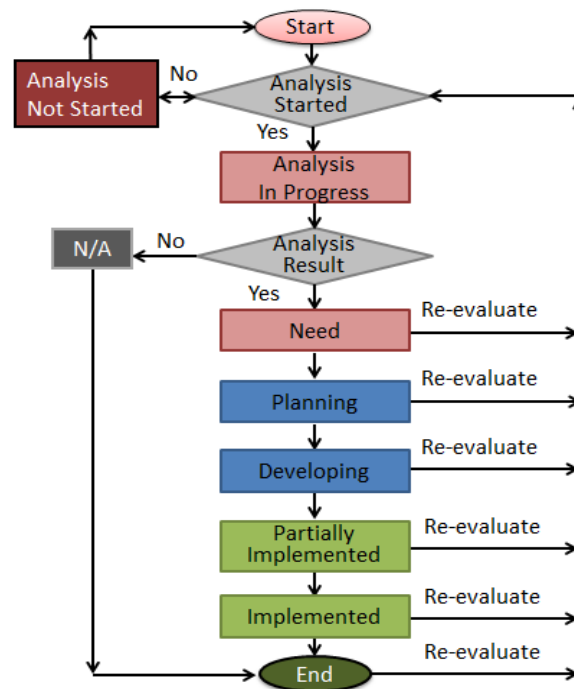 Start
Analysis
Not Started
No
Analysis
Started
Yes
Analysis
In Progress
N/A
No
Analysis
Result
Yes
Need
Re-evaluate
Planning
Re-evaluate
Developing
Re-evaluate
Partially
Implemented
Re-evaluate
Implemented
Re-evaluate
End
Re-evaluate